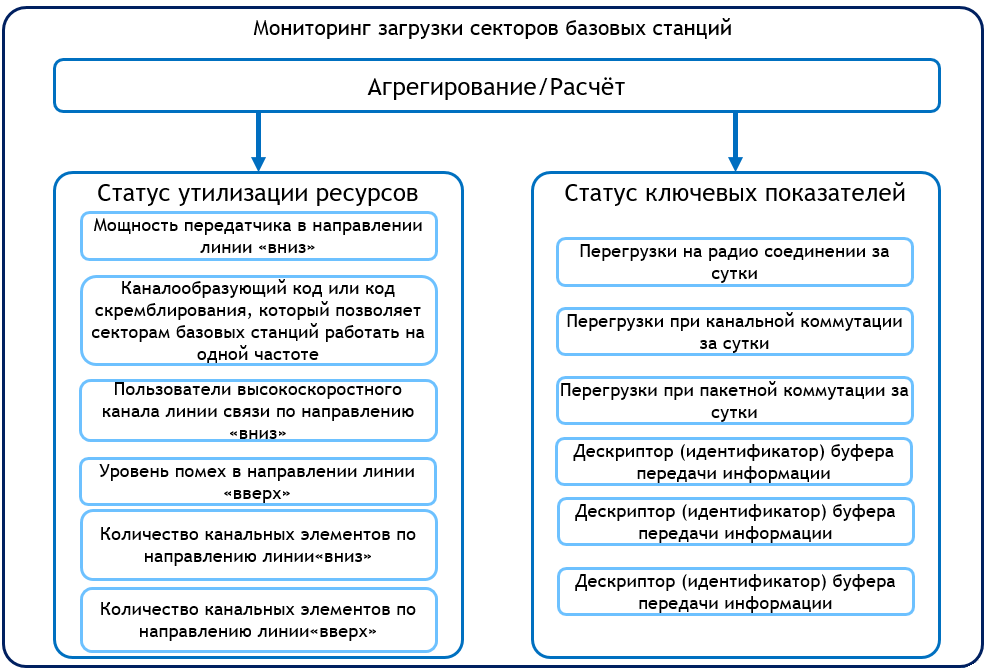 Мониторинг загрузки секторов базовых станций
Агрегирование/Расчёт
Статус утилизации ресурсов
Мощность передатчика в направлении
линии «вниз»
Каналообразующий код или код
скремблирования, который позволяет
секторам базовых станций работать на
одной частоте
Пользователи высокоскоростного
канала линии связи по направлению
«вниз»
Уровень помех в направлении линии
«вверх»
Количество канальных элементов по
направлению линии«вниз»
Количество канальных элементов по
направлению линии«вверх»
Статус ключевых показателей
Перегрузки на радио соединении за
сутки
Перегрузки при канальной коммутации
за сутки
Перегрузки при пакетной коммутации за
сутки
Дескриптор (идентификатор) буфера
передачи информации
Дескриптор (идентификатор) буфера
передачи информации
Дескриптор (идентификатор) буфера
передачи информации